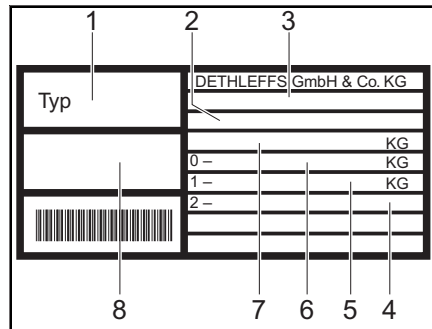 1 2 3
DETHLEFFS GmbH & Co. KG
Typ
KG
0 – KG
1 – KG
2 –
8 7 6 5 4